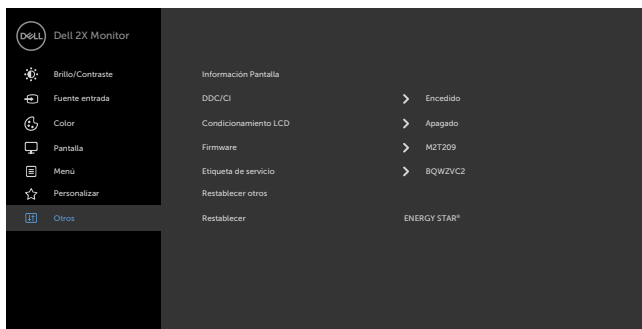 DELL Dell 2X Monitor
Brillo/Contraste Información Pantalla
Fuente entrada DDC/CI Encedido
Color Condicionamiento LCD Apagado
Pantalla Firmware M2T209
Menú Etiqueta de servicio BQWZVC2
Personalizar Restablecer otros
Otros Restablecer ENERGY STAR®